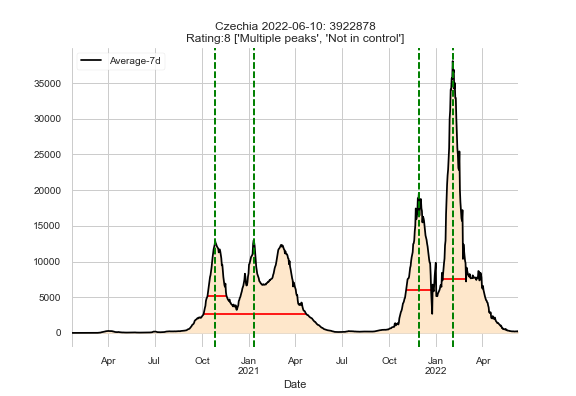 Czechia 2022-06-10: 3922878
Rating:8 ['Multiple peaks', 'Not in control']
Average-7d
35000
30000
25000
20000
15000
10000
5000
0
Apr Jul Oct Jan Apr Jul Oct Jan Apr
2021 2022
Date